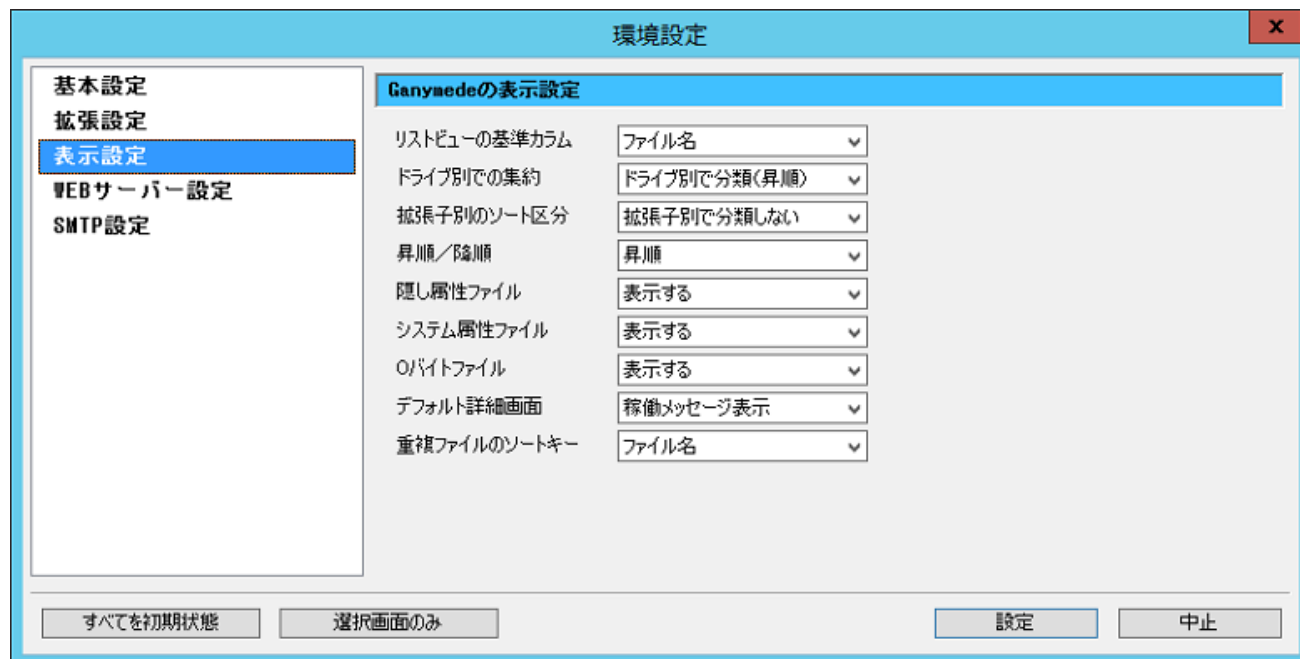 環境設定
x
基本設定
拡張設定
表示設定
WEBサーバー設定
SMTP設定
Ganymedeの表示設定
リストビューの基準カラム ファイル名
ドライブ別での集約 ドライブ別で分類(昇順)
拡張子別のソート区分 拡張子別で分類しない
昇順/降順 昇順
隠し属性ファイル 表示する
システム属性ファイル 表示する
0バイトファイル 表示する
デフォルト詳細画面 稼働メッセージ表示
重複ファイルのソートキー ファイル名
すべてを初期状態 選択画面のみ 設定 中止